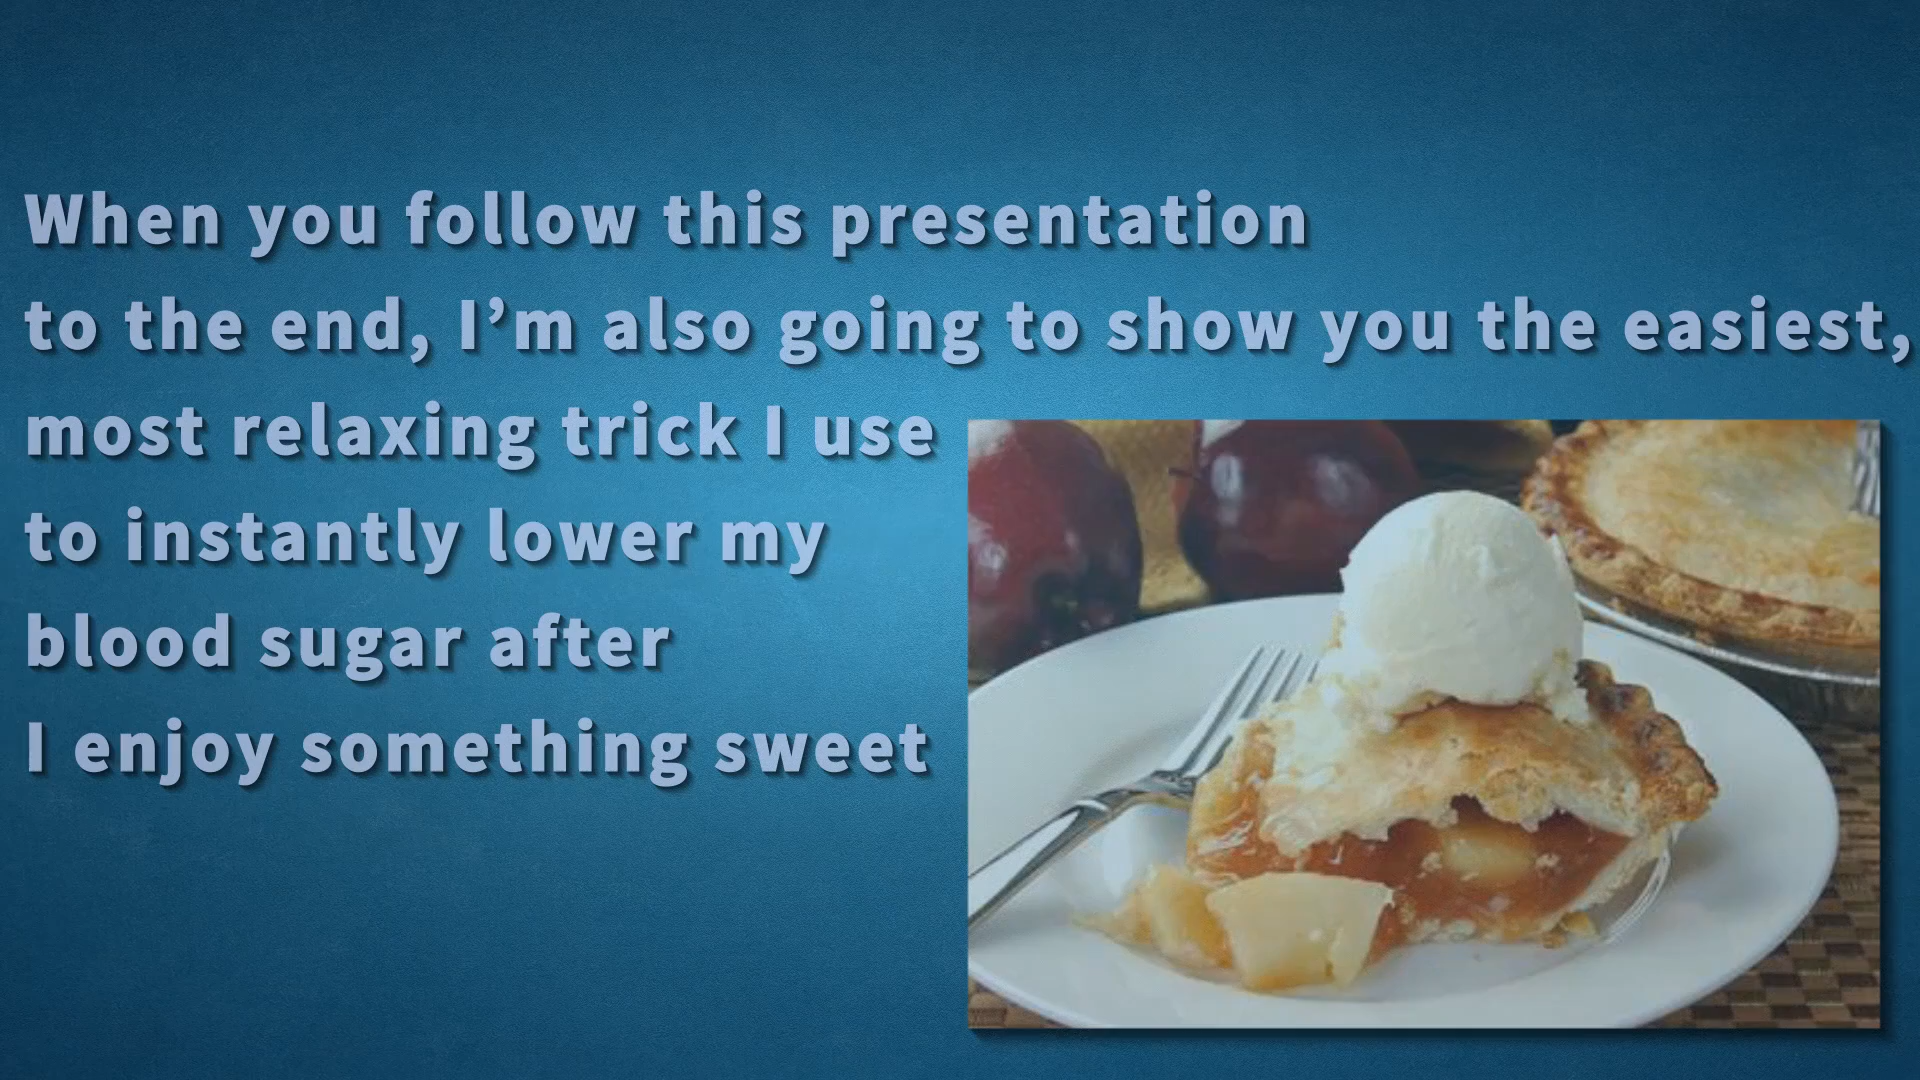 When you follow this presentation
to the end, I’m also going to show you the easiest,
most relaxing trick I use
to instantly lower my
blood sugar after
I enjoy something sweet